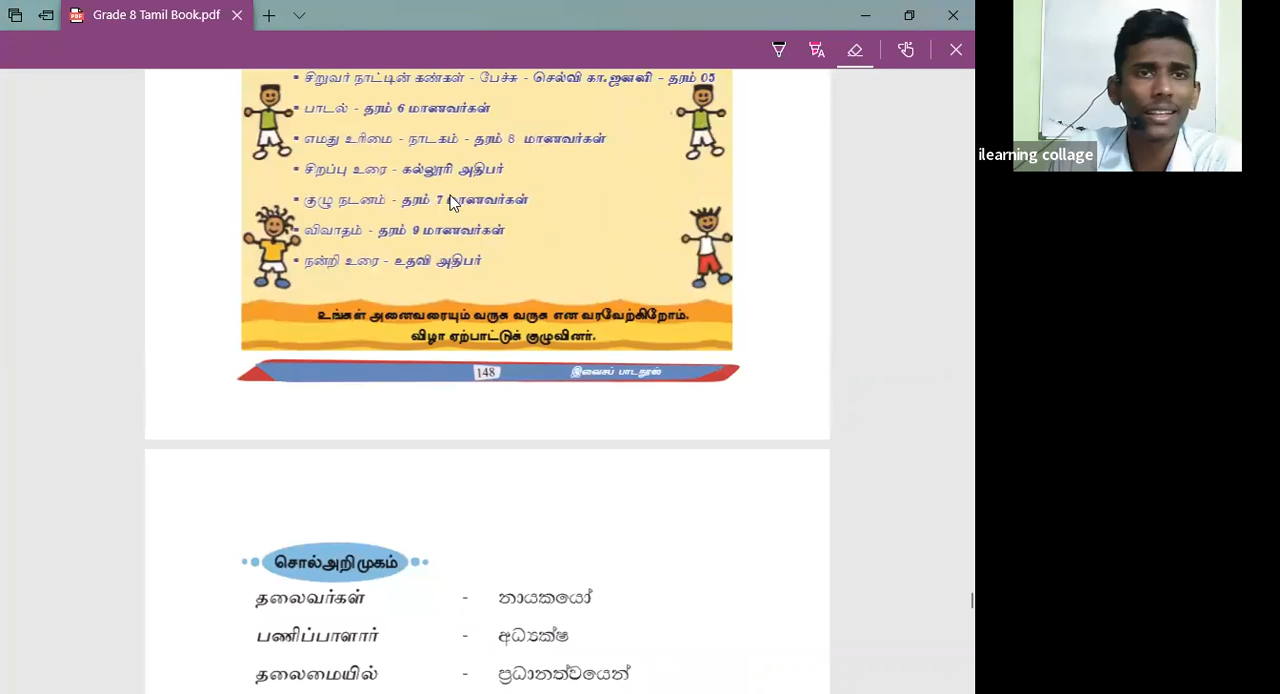 Grade 8 Tamil Book.pdf
சிறுவர் நாட்டின் கண்கள் - பேச்சு - செல்வி கா.ஜனனி - தரம் 05
பாடல் - தரம் 6 மாணவர்கள்
எமது உரிமை - நாடகம் - தரம் 8 மாணவர்கள்
சிறப்பு உரை - கல்லூரி அதிபர்
குழு நடனம் - தரம் 7 மாணவர்கள்
விவாதம் - தரம் 9 மாணவர்கள்
நன்றி உரை - உதவி அதிபர்
உங்கள் அனைவரையும் வருக வருக என வரவேற்கிறோம்.
விழா ஏற்பாட்டுக் குழுவினர்.
148 இலவசப் பாடநூல்
சொல்அறிமுகம்
தலைவர்கள் - නායකයෝ
பணிப்பாளார் - අධ්‍යක්ෂ
தலைமையில் - ප්‍රධානත්වයෙන්
ilearning collage